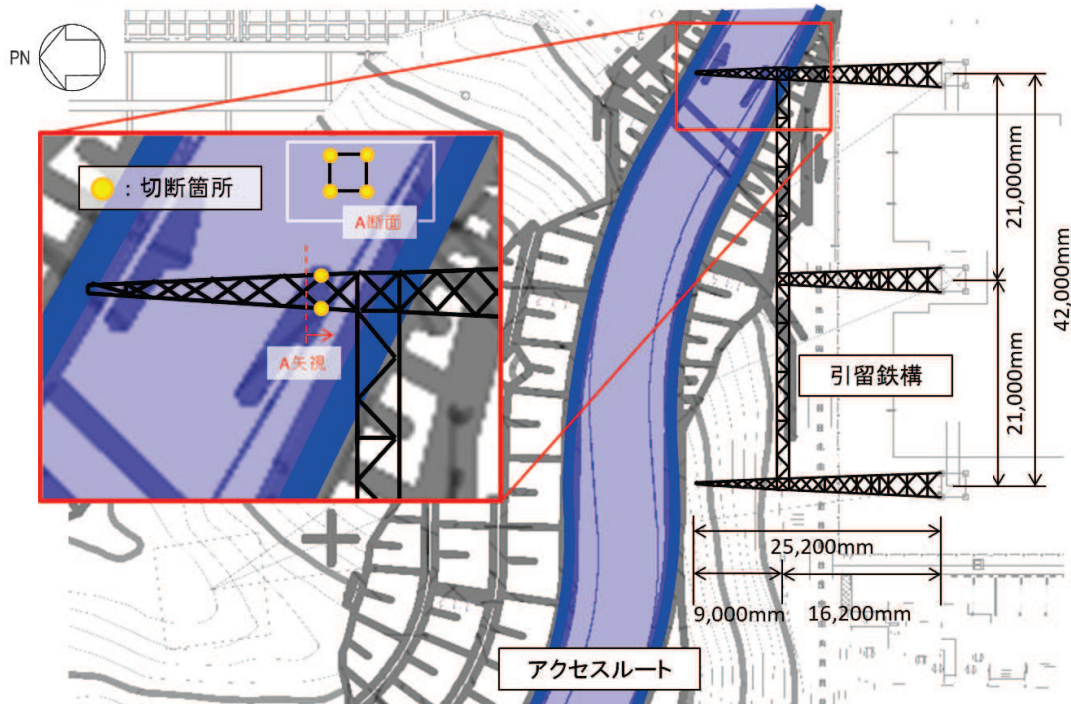 PN
：切断箇所
A断面
A矢視
21,000mm
42,000mm
引留鉄構
21,000mm
25,200mm
9,000mm
16,200mm
アクセスルート